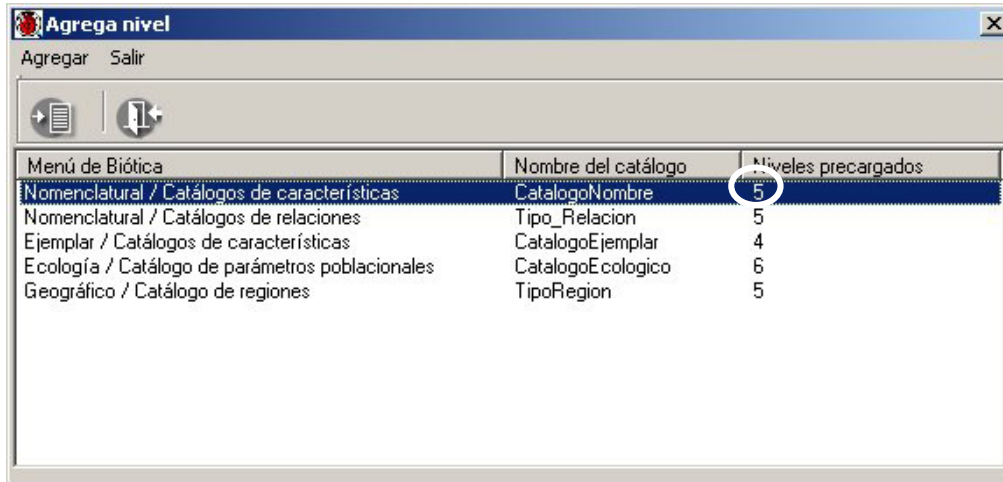 Agrega nivel
Agregar Salir
Menú de Biótica Nombre del catálogo Niveles precargados
Nomenclatural / Catálogos de características CatalogoNombre 5
Nomenclatural / Catálogos de relaciones Tipo_Relacion 5
Ejemplar / Catálogos de características CatalogoEjemplar 4
Ecología / Catálogo de parámetros poblacionales CatalogoEcologico 6
Geográfico / Catálogo de regiones TipoRegion 5